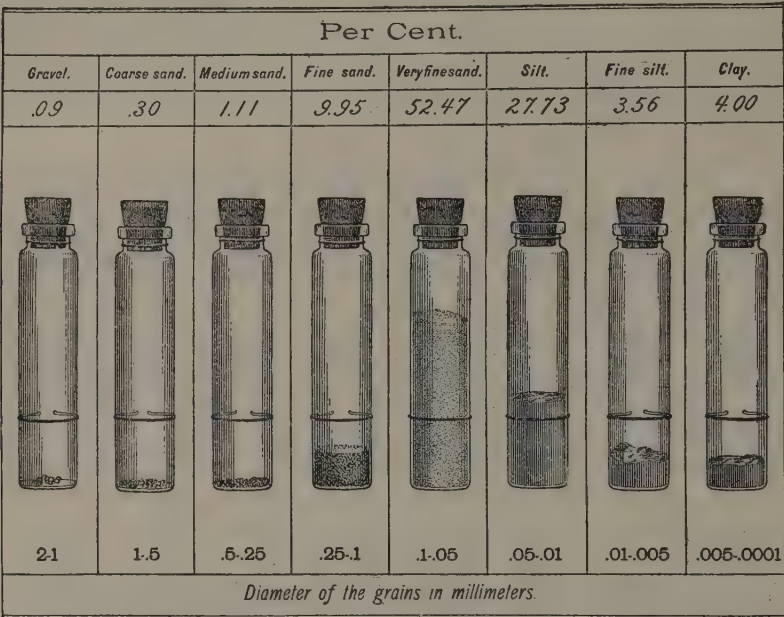 Per Cent.
Gravel. Coarse sand. Medium sand. Fine sand. Very fine sand. Silt. Fine silt. Clay.
.09 .30 1.11 9.95 52.47 27.73 3.56 4.00
2-1 1-.5 .5-.25 .25-.1 .1-.05 .05-.01 .01-.005 .005-.0001
Diameter of the grains in millimeters.